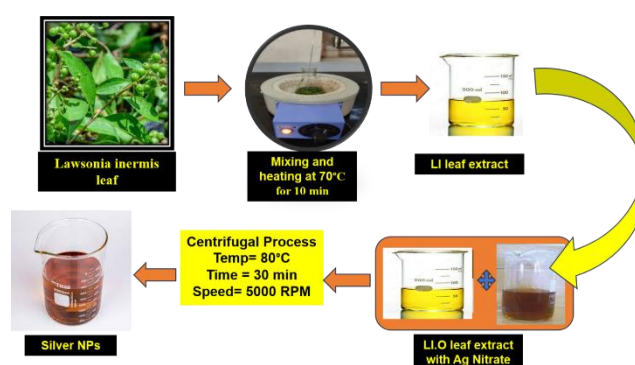 Lawsonia inermis
leaf
Mixing and
heating at 70°C
for 10 min
LI leaf extract
Centrifugal Process
Temp= 80°C
Time = 30 min
Speed= 5000 RPM
Silver NPs
LI.O leaf extract
with Ag Nitrate